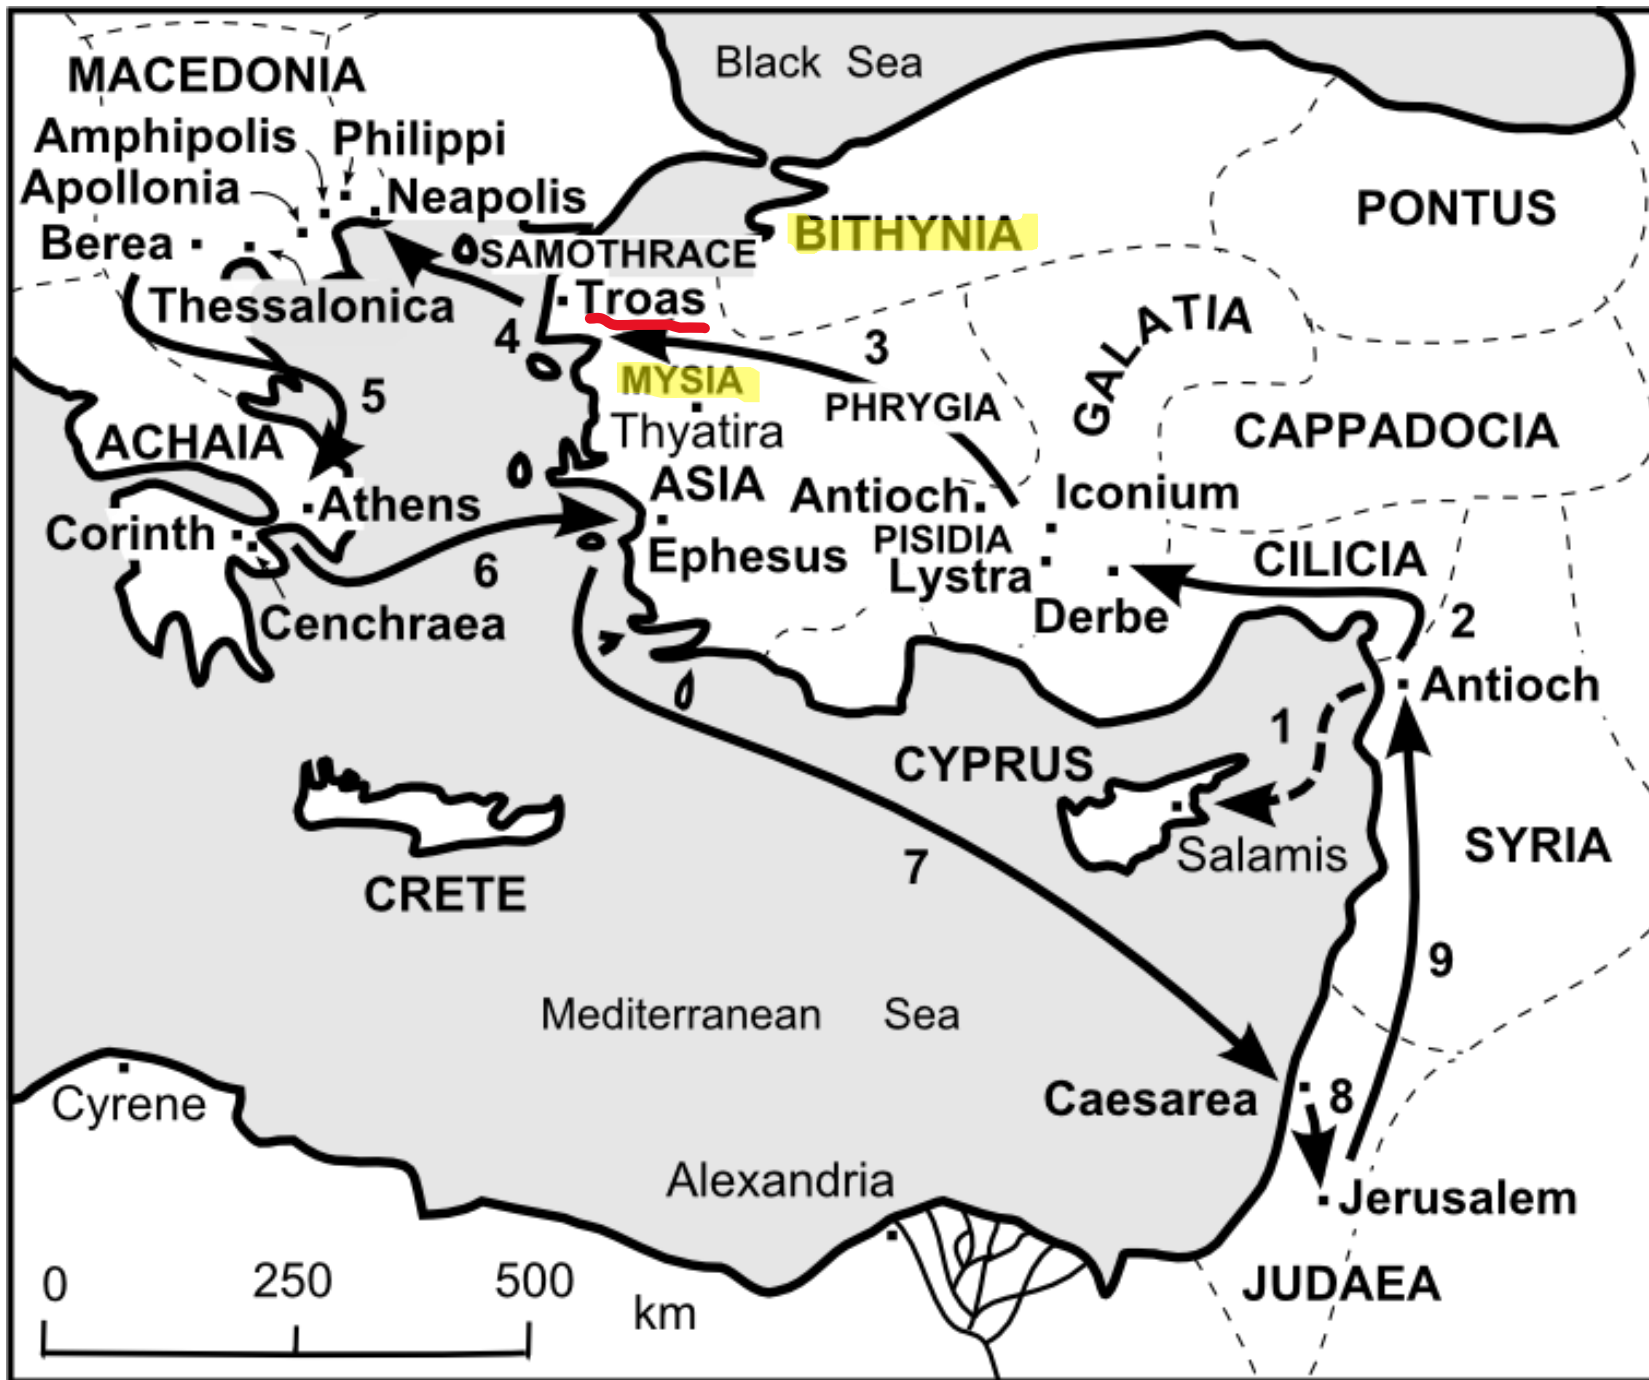 Black Sea
MACEDONIA
Amphipolis
Philippi
Apollonia
Neapolis
PONTUS
Berea
BITHYNIA
SAMOTHRACE
Thessalonica
Troas
GALATIA
4
3
MYSIA
5
PHRYGIA
Thyatira
CAPPADOCIA
ACHAIA
ASIA
Antioch
Iconium
Athens
Corinth
PISIDIA
Ephesus
CILICIA
6
Lystra
Cenchraea
Derbe
2
Antioch
1
CYPRUS
SYRIA
Salamis
7
CRETE
9
Mediterranean Sea
Caesarea
8
Cyrene
Alexandria
Jerusalem
JUDAEA
0 250 500
km